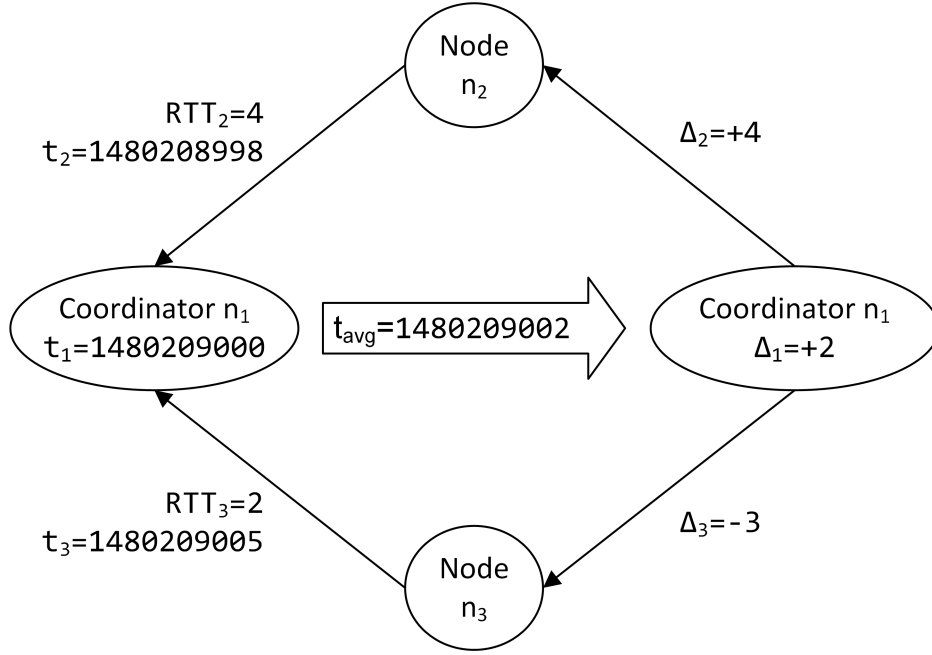 Node
n₂
RTT₂=4
t₂=1480208998
Δ₂=+4
Coordinator n₁
t₁=1480209000
t_avg=1480209002
Coordinator n₁
Δ₁=+2
RTT₃=2
t₃=1480209005
Δ₃=-3
Node
n₃